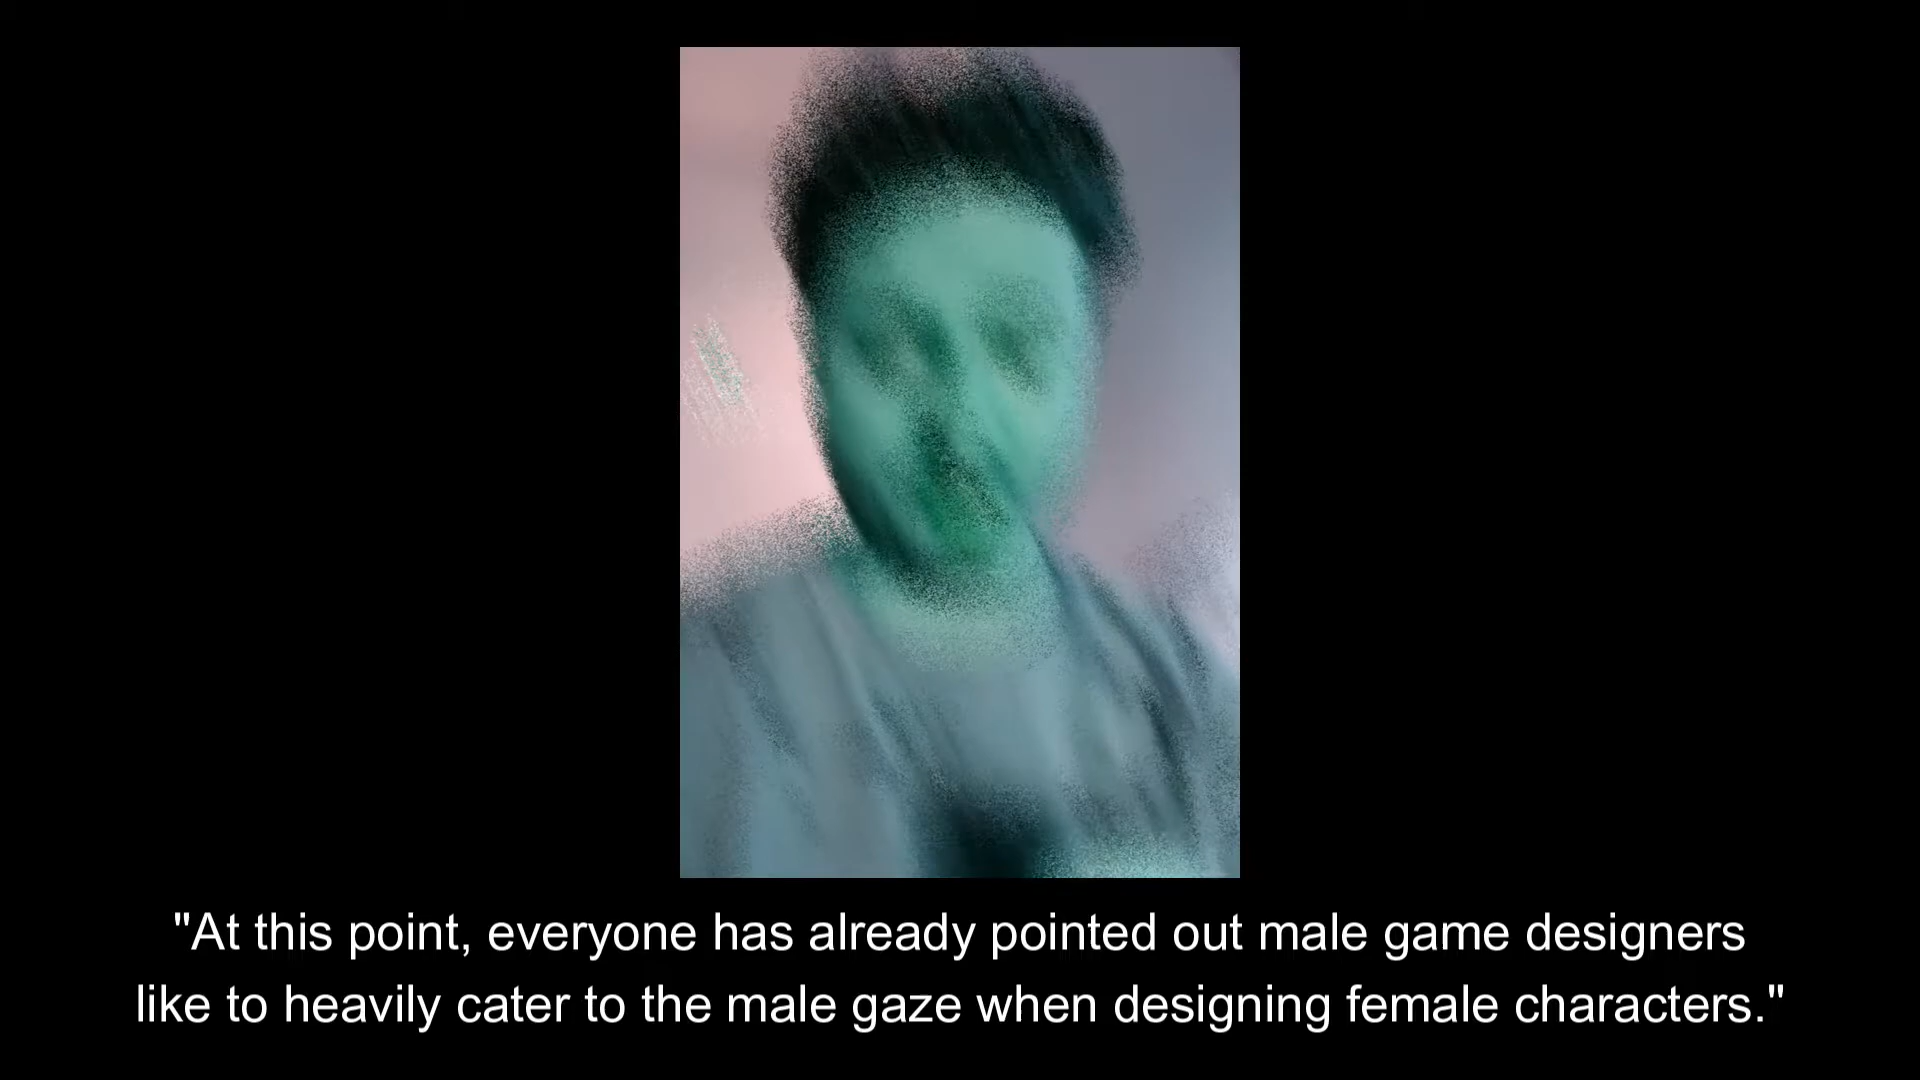 "At this point, everyone has already pointed out male game designers
like to heavily cater to the male gaze when designing female characters."